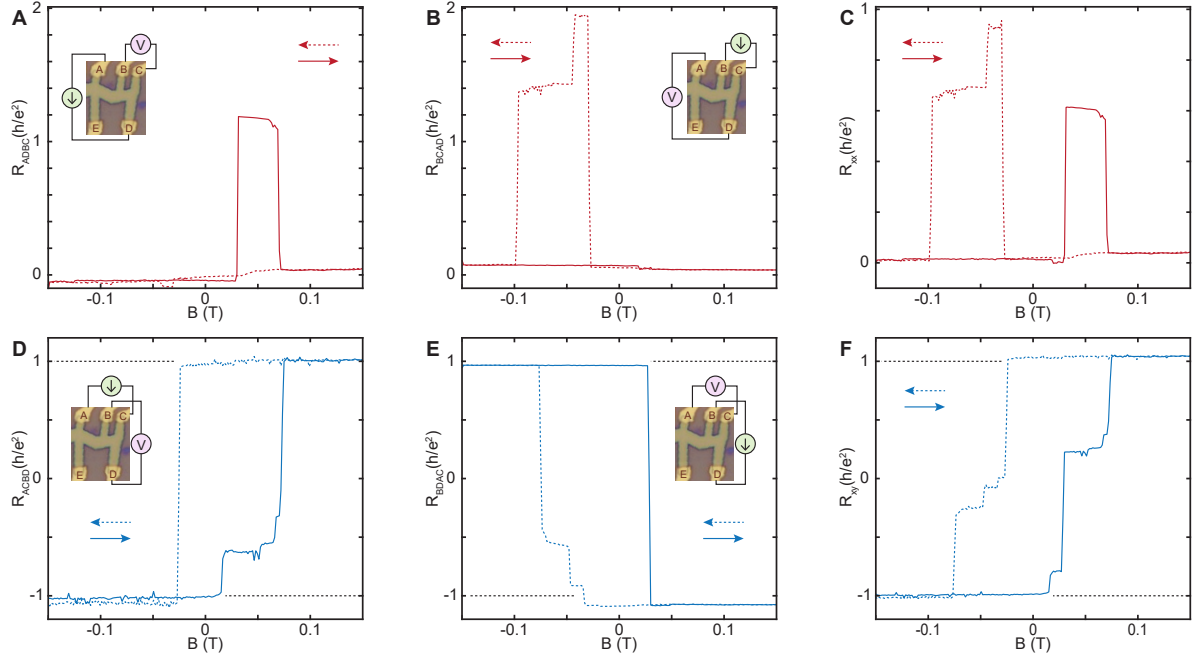 A
B
C
2
1
0
R_ADBC(h/e²)
-0.1
0
0.1
B (T)
V
A
B
C
E
D
2
1
0
R_BCAD(h/e²)
-0.1
0
0.1
B (T)
V
A
B
C
E
D
1
0
R_xx(h/e²)
-0.1
0
0.1
B (T)
D
E
F
1
0
-1
R_ACBD(h/e²)
-0.1
0
0.1
B (T)
V
A
B
C
E
D
1
0
-1
R_BDAC(h/e²)
-0.1
0
0.1
B (T)
V
A
B
C
E
D
1
0
-1
R_xy(h/e²)
-0.1
0
0.1
B (T)